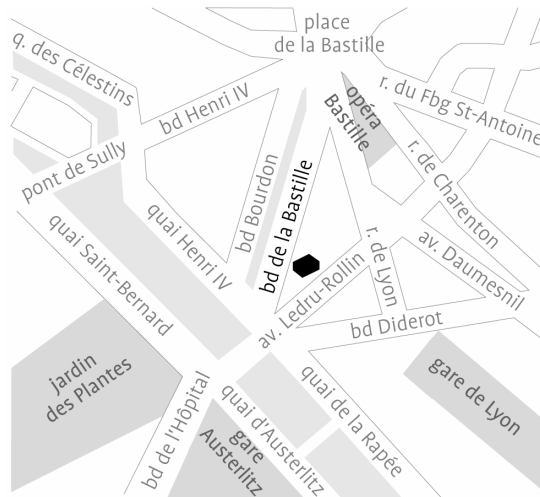 place
de la Bastille
q. des Célestins
bd Henri IV
opéra
Bastille
r. du Fbg St-Antoine
pont de Sully
bd Bourdon
bd de la Bastille
r. de Charenton
quai Henri IV
quai Saint-Bernard
r. de Lyon
av. Daumesnil
av. Ledru-Rollin
bd Diderot
jardin
des Plantes
bd de l'Hôpital
quai d'Austerlitz
gare
Austerlitz
quai de la Rapée
gare de Lyon